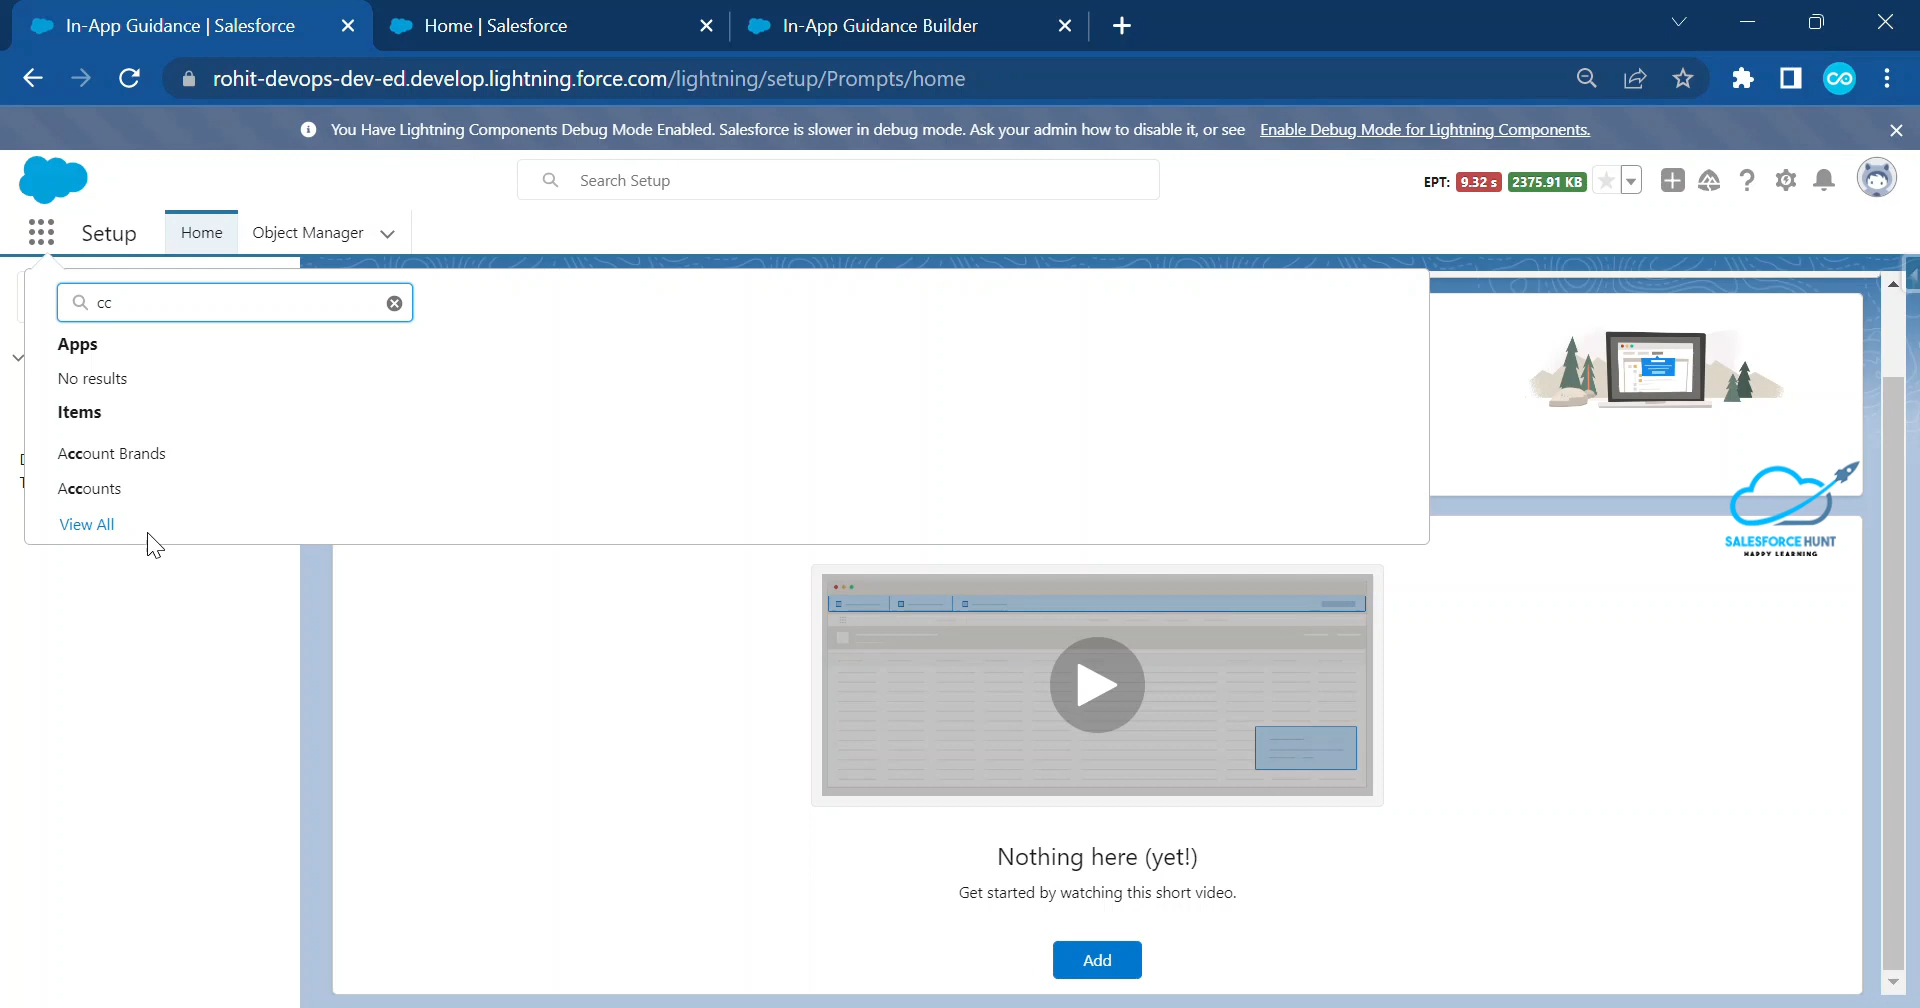 In-App Guidance | Salesforce
Home | Salesforce
In-App Guidance Builder
rohit-devops-dev-ed.develop.lightning.force.com/lightning/setup/Prompts/home
You Have Lightning Components Debug Mode Enabled. Salesforce is slower in debug mode. Ask your admin how to disable it, or see Enable Debug Mode for Lightning Components.
Search Setup
EPT: 9.32 s 2375.91 KB
Setup
Home
Object Manager
cc
Apps
No results
Items
Account Brands
Accounts
View All
SALESFORCE HUNT
HAPPY LEARNING
Nothing here (yet!)
Get started by watching this short video.
Add